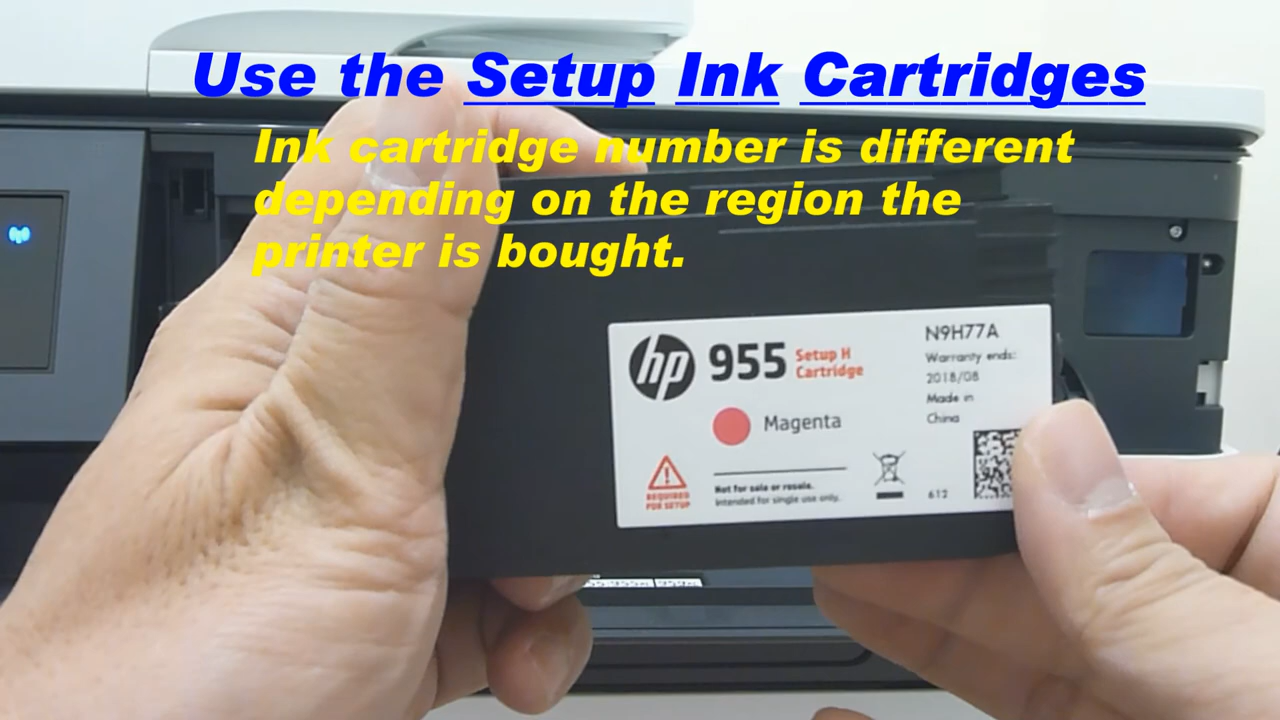 Use the Setup Ink Cartridges
Ink cartridge number is different
depending on the region the
printer is bought.
hp 955 Setup H
Cartridge
Magenta
REQUIRED
FOR SETUP
Not for sale or resale.
Intended for single use only.
N9H77A
Warranty ends:
2018/08
Made in
China
612